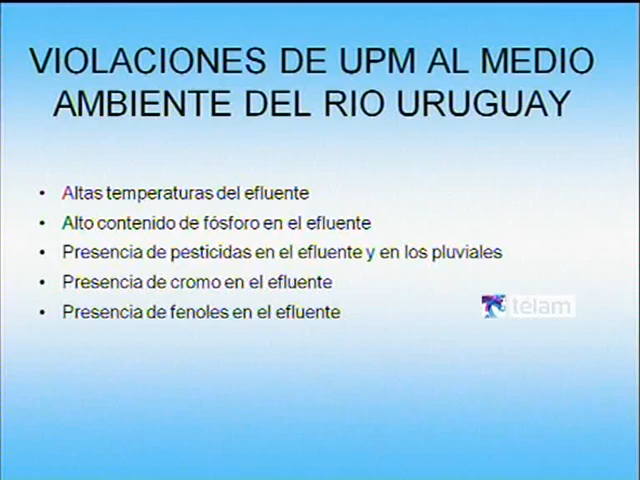 VIOLACIONES DE UPM AL MEDIO
AMBIENTE DEL RIO URUGUAY
• Altas temperaturas del efluente
• Alto contenido de fósforo en el efluente
• Presencia de pesticidas en el efluente y en los pluviales
• Presencia de cromo en el efluente
• Presencia de fenoles en el efluente
télam